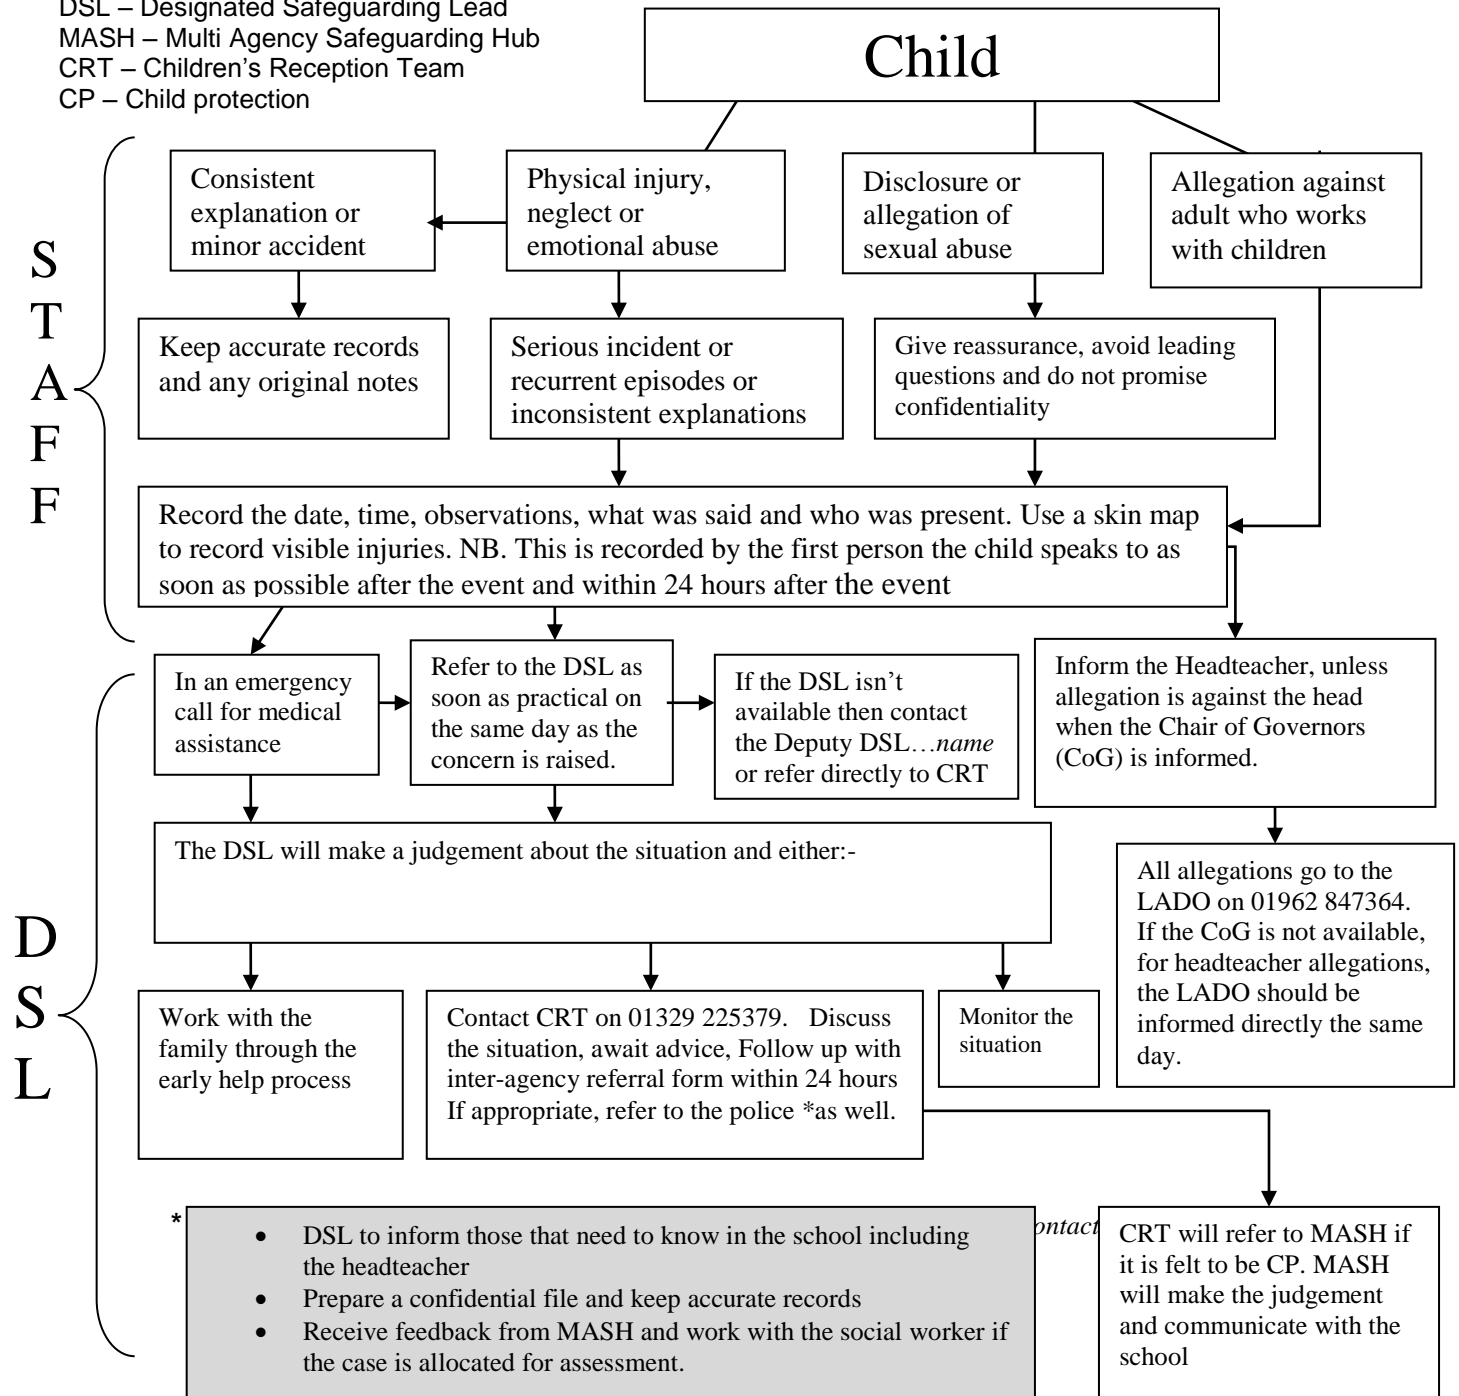 DSL – Designated Safeguarding Lead
MASH – Multi Agency Safeguarding Hub
CRT – Children's Reception Team
CP – Child protection
Child
STAFF
Consistent
explanation or
minor accident
Physical injury,
neglect or
emotional abuse
Disclosure or
allegation of
sexual abuse
Allegation against
adult who works
with children
Keep accurate records
and any original notes
Serious incident or
recurrent episodes or
inconsistent explanations
Give reassurance, avoid leading
questions and do not promise
confidentiality
Record the date, time, observations, what was said and who was present. Use a skin map
to record visible injuries. NB. This is recorded by the first person the child speaks to as
soon as possible after the event and within 24 hours after the event
DSL
In an emergency
call for medical
assistance
Refer to the DSL as
soon as practical on
the same day as the
concern is raised.
If the DSL isn't
available then contact
the Deputy DSL…name
or refer directly to CRT
Inform the Headteacher, unless
allegation is against the head
when the Chair of Governors
(CoG) is informed.
The DSL will make a judgement about the situation and either:-
All allegations go to the
LADO on 01962 847364.
If the CoG is not available,
for headteacher allegations,
the LADO should be
informed directly the same
day.
Work with the
family through the
early help process
Contact CRT on 01329 225379. Discuss
the situation, await advice, Follow up with
inter-agency referral form within 24 hours
If appropriate, refer to the police *as well.
Monitor the
situation
*
ontact
• DSL to inform those that need to know in the school including
the headteacher
• Prepare a confidential file and keep accurate records
• Receive feedback from MASH and work with the social worker if
the case is allocated for assessment.
CRT will refer to MASH if
it is felt to be CP. MASH
will make the judgement
and communicate with the
school